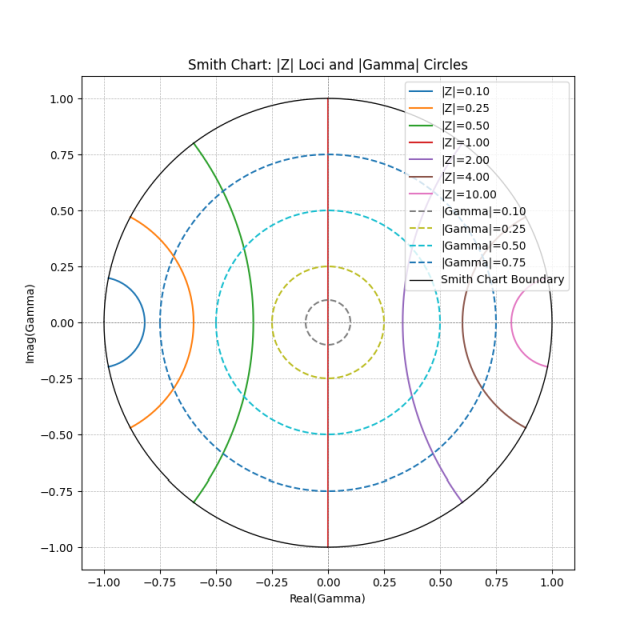 Smith Chart: |Z| Loci and |Gamma| Circles
|Z|=0.10
|Z|=0.25
|Z|=0.50
|Z|=1.00
|Z|=2.00
|Z|=4.00
|Z|=10.00
|Gamma|=0.10
|Gamma|=0.25
|Gamma|=0.50
|Gamma|=0.75
Smith Chart Boundary
1.00
0.75
0.50
0.25
0.00
−0.25
−0.50
−0.75
−1.00
Imag(Gamma)
−1.00 −0.75 −0.50 −0.25 0.00 0.25 0.50 0.75 1.00
Real(Gamma)